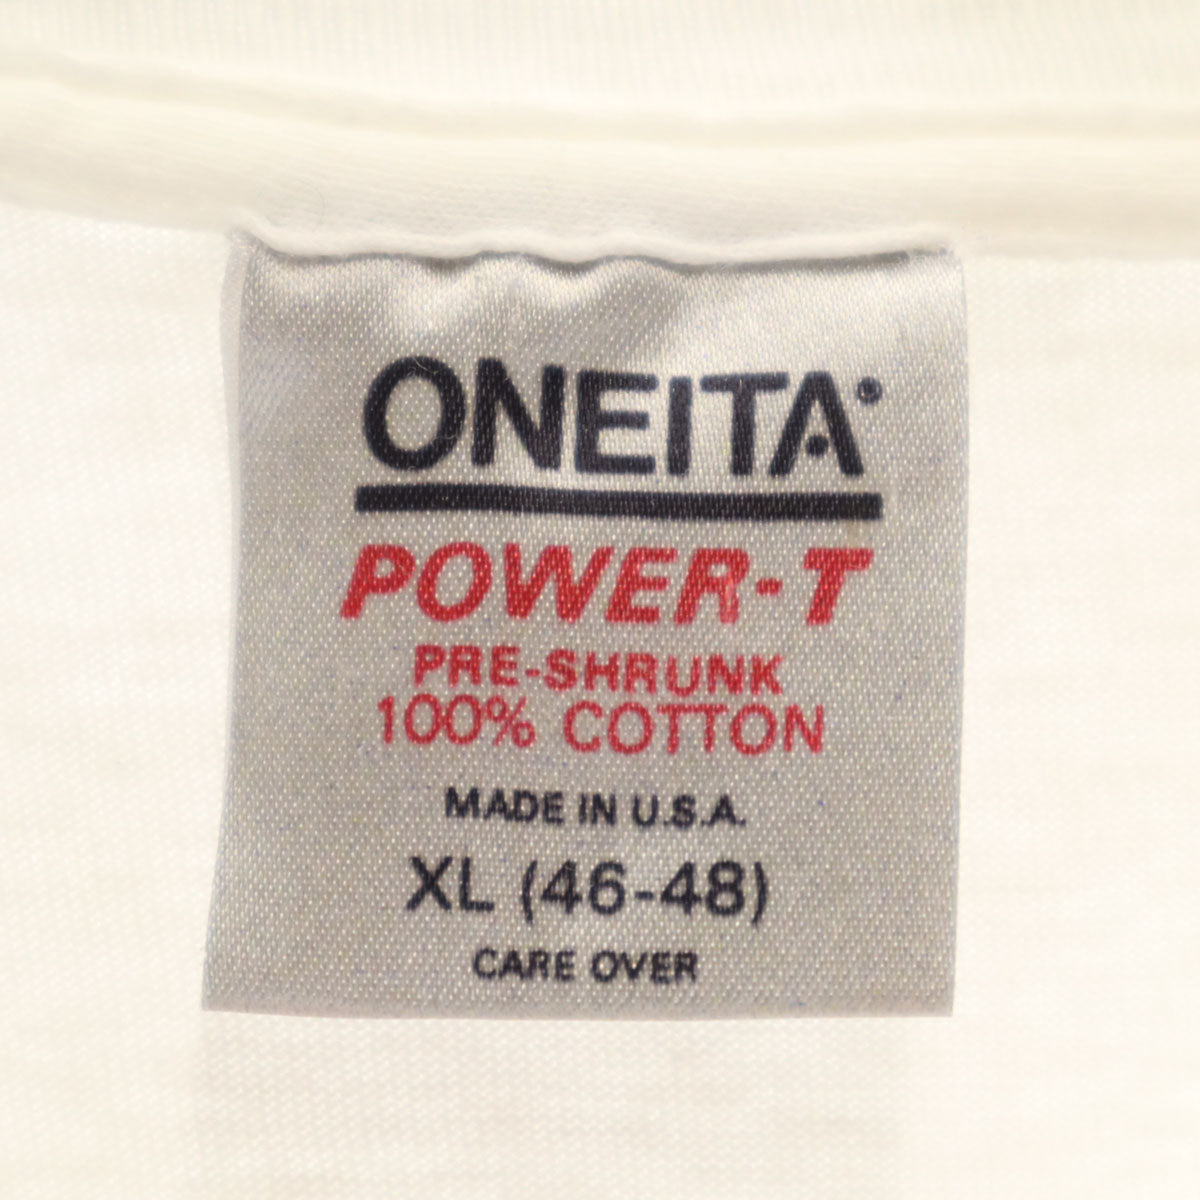 ONEITA®
POWER-T
PRE-SHRUNK
100% COTTON
MADE IN U.S.A.
XL (46-48)
CARE OVER